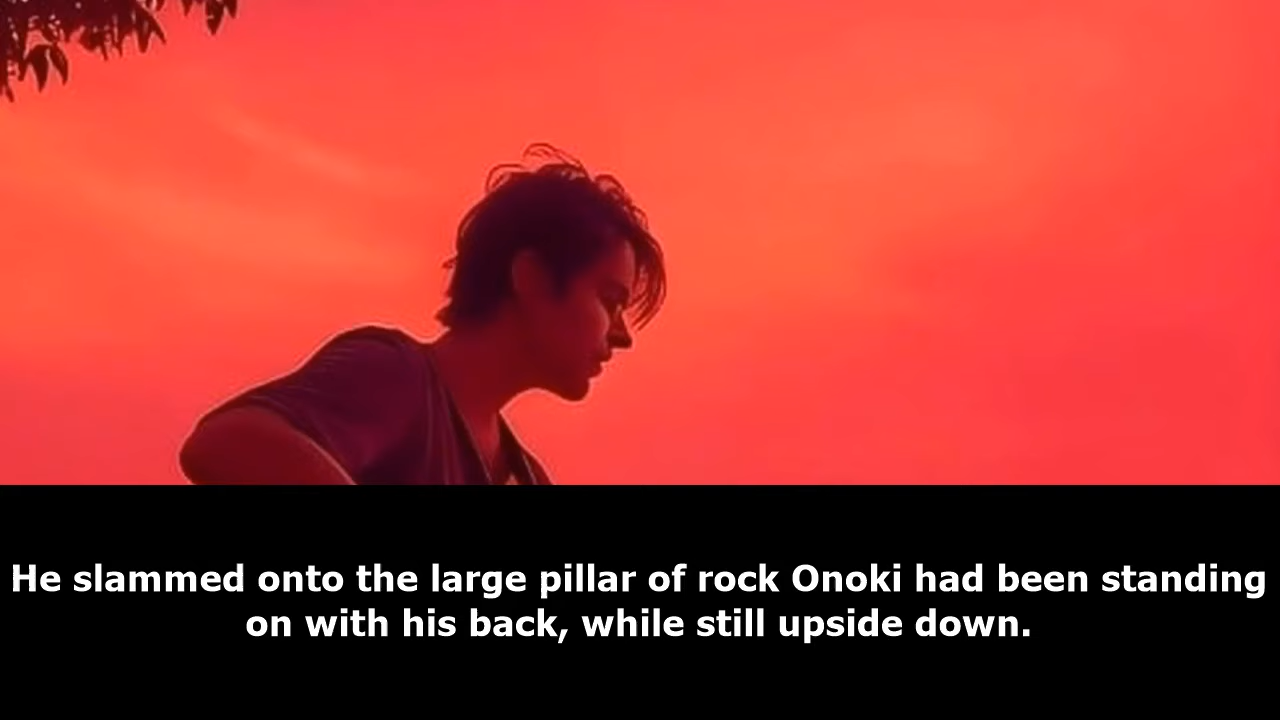 He slammed onto the large pillar of rock Onoki had been standing
on with his back, while still upside down.